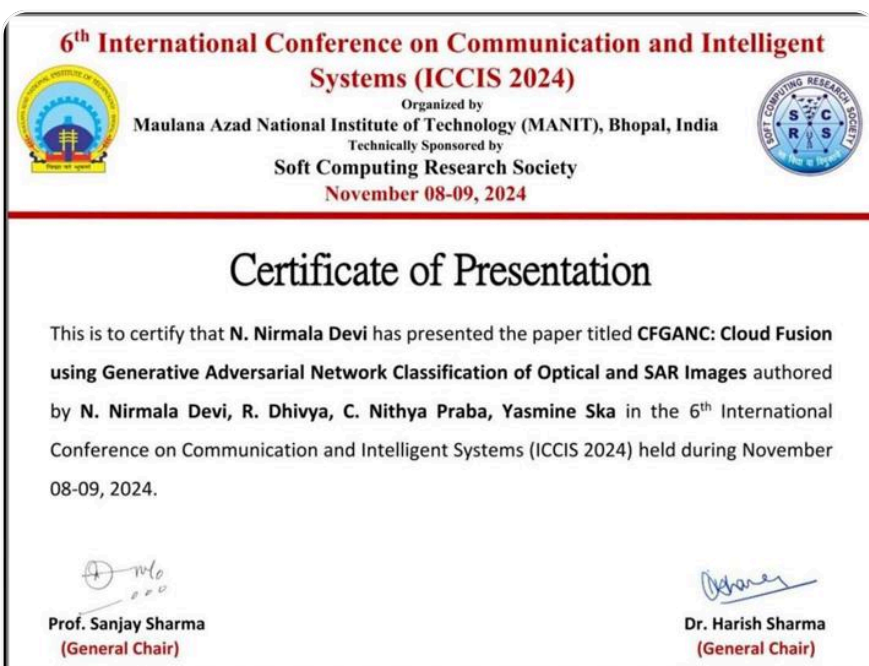 6th International Conference on Communication and Intelligent
Systems (ICCIS 2024)
Organized by
Maulana Azad National Institute of Technology (MANIT), Bhopal, India
Technically Sponsored by
Soft Computing Research Society
November 08-09, 2024
SOFT COMPUTING RESEARCH SOCIETY
S C
R S
Certificate of Presentation
This is to certify that N. Nirmala Devi has presented the paper titled CFGANC: Cloud Fusion
using Generative Adversarial Network Classification of Optical and SAR Images authored
by N. Nirmala Devi, R. Dhivya, C. Nithya Praba, Yasmine Ska in the 6th International
Conference on Communication and Intelligent Systems (ICCIS 2024) held during November
08-09, 2024.
Prof. Sanjay Sharma
(General Chair)
Dr. Harish Sharma
(General Chair)